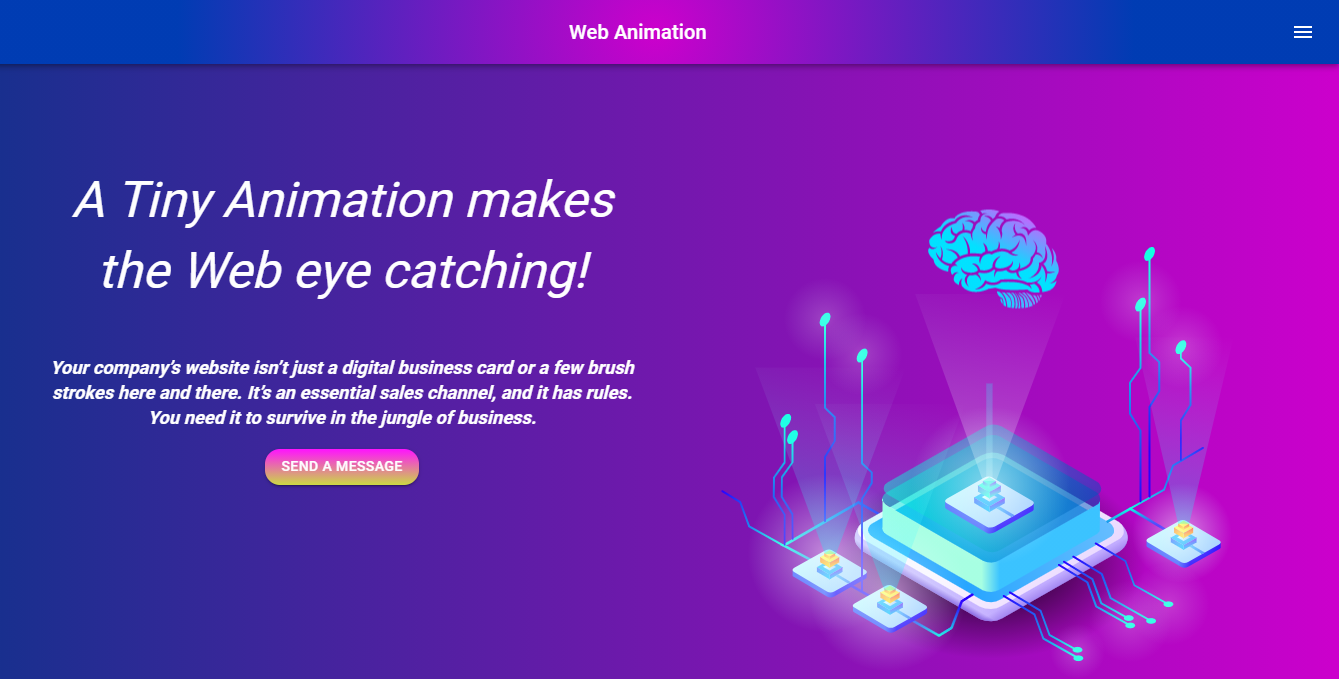 Web Animation
A Tiny Animation makes
the Web eye catching!
Your company’s website isn’t just a digital business card or a few brush
strokes here and there. It’s an essential sales channel, and it has rules.
You need it to survive in the jungle of business.
SEND A MESSAGE